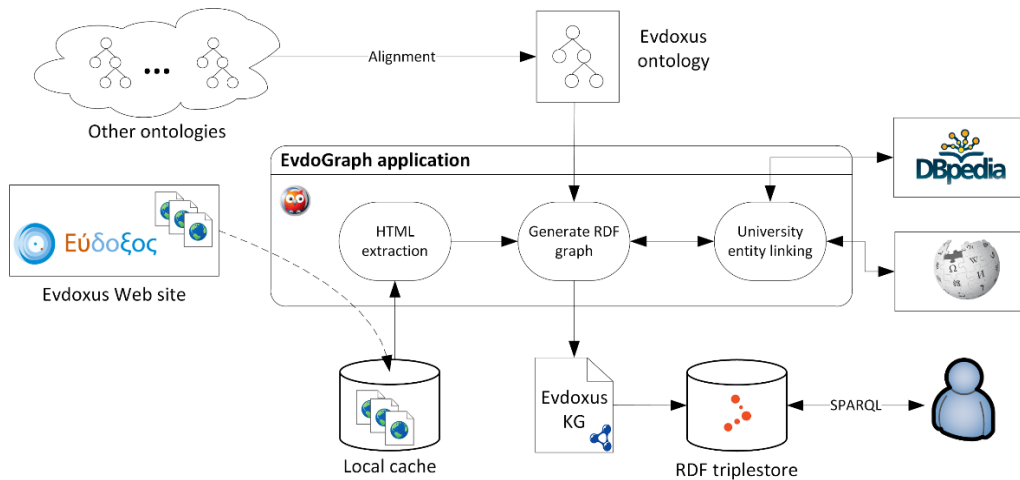 Other ontologies
...
Alignment
Evdoxus
ontology
EvdoGraph application
DBpedia
Εύδοξος
Evdoxus Web site
HTML
extraction
Generate RDF
graph
University
entity linking
Ω
W
И
Local cache
Evdoxus
KG
RDF triplestore
SPARQL